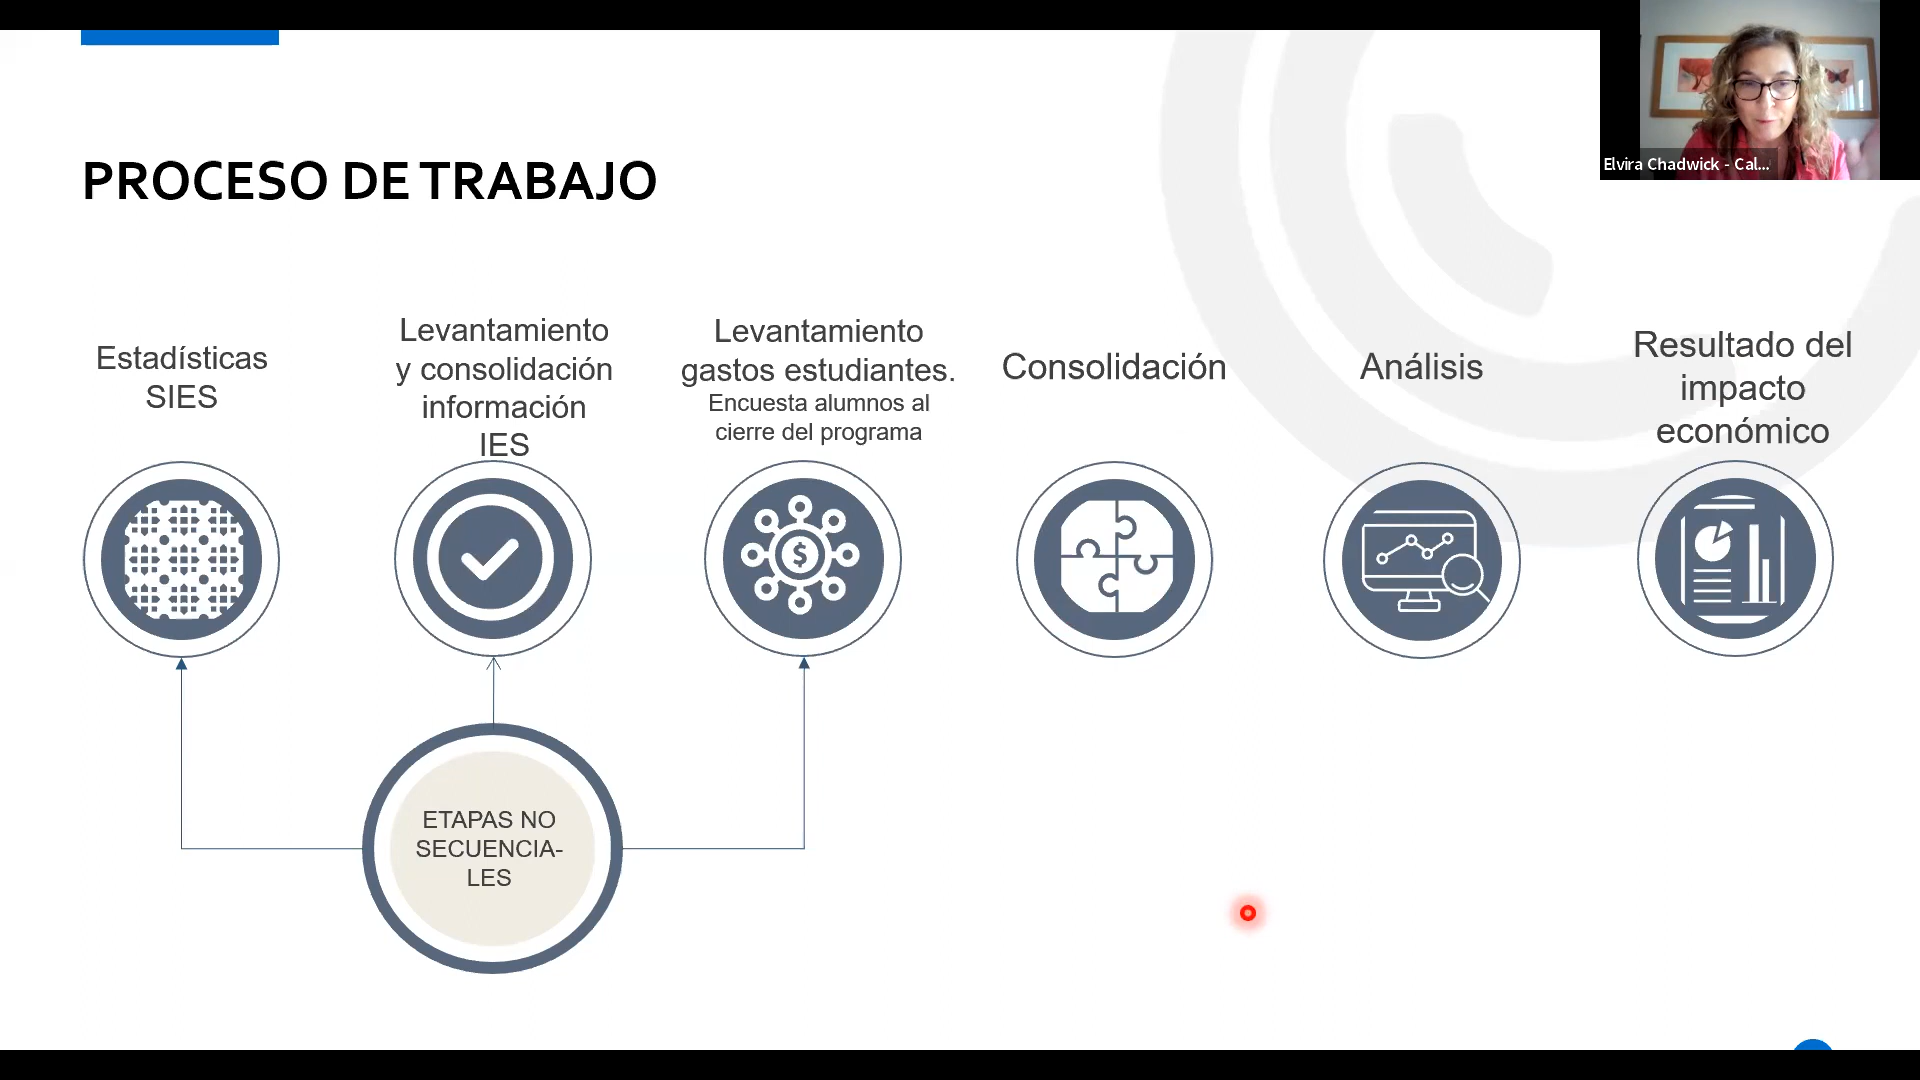 Elvira Chadwick - Cal...
PROCESO DE TRABAJO
Estadísticas
SIES
Levantamiento
y consolidación
información
IES
Levantamiento
gastos estudiantes.
Encuesta alumnos al
cierre del programa
Consolidación
Análisis
Resultado del
impacto
económico
$
ETAPAS NO
SECUENCIA-
LES